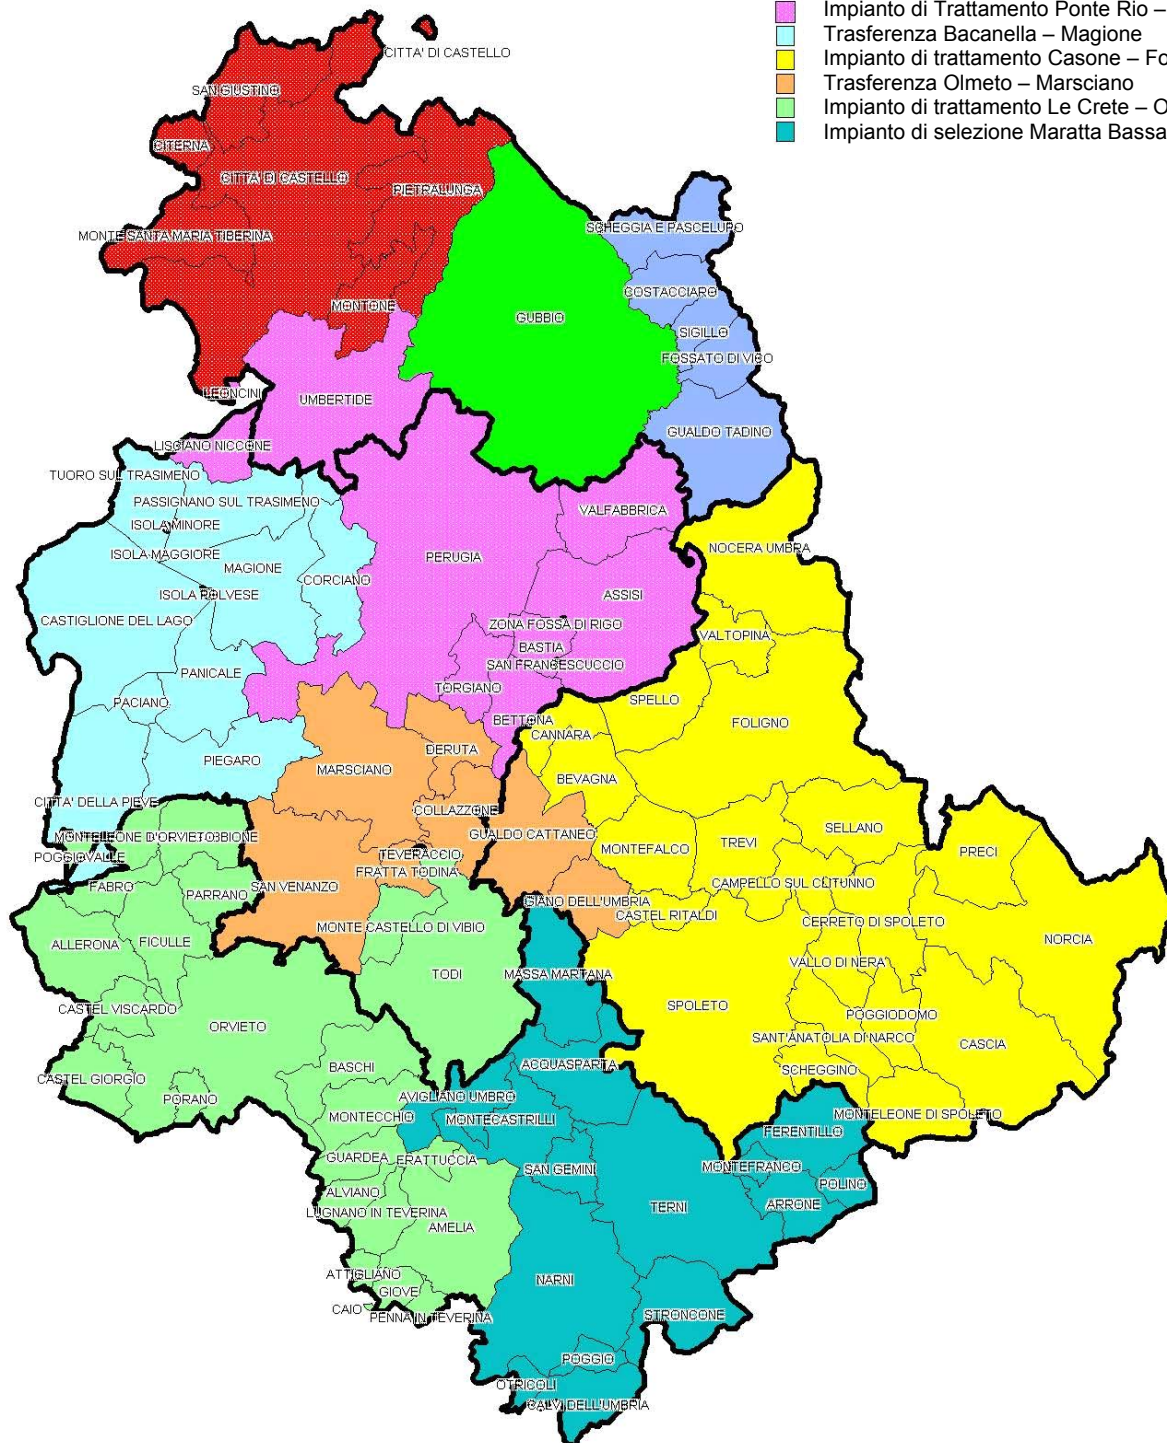 Impianto di Trattamento Ponte Rio –
Trasferenza Bacanella – Magione
Impianto di trattamento Casone – Fo
Trasferenza Olmeto – Marsciano
Impianto di trattamento Le Crete – O
Impianto di selezione Maratta Bassa
CITTA' DI CASTELLO
SAN GIUSTINO
CITERNA
CITTA' DI CASTELLO
PIETRALUNGA
MONTE SANTA MARIA TIBERINA
SCHEGGIA E PASCELUPO
COSTACCIARO
MONTONE
GUBBIO
SIGILLO
FOSSATO DI VICO
LEONCINI
UMBERTIDE
GUALDO TADINO
LISCIANO NICCONE
TUORO SUL TRASIMENO
PASSIGNANO SUL TRASIMENO
ISOLA MINORE
VALFABBRICA
ISOLA MAGGIORE
MAGIONE
PERUGIA
NOCERA UMBRA
CORCIANO
ISOLA POLVESE
ASSISI
CASTIGLIONE DEL LAGO
ZONA FOSSA DI RIGO
VALTOPINA
BASTIA
SAN FRANCESCUCCIO
PANICALE
TORGIANO
PACIANO
SPELLO
BETTONA
FOLIGNO
CANNARA
DERUTA
PIEGARO
MARSCIANO
BEVAGNA
CITTA' DELLA PIEVE
COLLAZZONE
SELLANO
MONTELEONE D'ORVIETO
BBIONE
GUALDO CATTANEO
MONTEFALCO
TREVI
PRECI
POGGIOVALLE
TEVERACCIO
FRATTA TODINA
FABRO
PARRANO
SAN VENANZO
CAMPELLO SUL CLITUNNO
GIANO DELL'UMBRIA
CASTEL RITALDI
CERRETO DI SPOLETO
MONTE CASTELLO DI VIBIO
ALLERONA
FICULLE
NORCIA
VALLO DI NERA
TODI
MASSA MARTANA
CASTEL VISCARDO
SPOLETO
POGGIODOMO
ORVIETO
SANT'ANATOLIA DI NARCO
CASCIA
BASCHI
ACQUASPARTA
SCHEGGINO
CASTEL GIORGIO
PORANO
AVIGLIANO UMBRO
MONTECCHIO
MONTECASTRILLI
MONTELEONE DI SPOLETO
FERENTILLO
GUARDEA
FRATTUCCIA
SAN GEMINI
MONTEFRANCO
POLINO
ALVIANO
ARRONE
LUGNANO IN TEVERINA
AMELIA
TERNI
ATTIGLIANO
NARNI
GIOVE
CAIO
PENNA IN TEVERINA
STRONCONE
POGGIO
OTRICOLI
CALVI DELL'UMBRIA